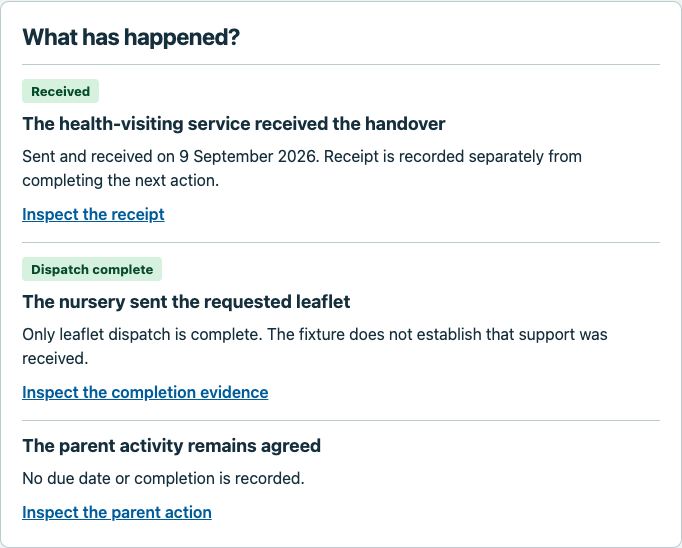 What has happened?
Received
The health-visiting service received the handover
Sent and received on 9 September 2026. Receipt is recorded separately from
completing the next action.
Inspect the receipt
Dispatch complete
The nursery sent the requested leaflet
Only leaflet dispatch is complete. The fixture does not establish that support was
received.
Inspect the completion evidence
The parent activity remains agreed
No due date or completion is recorded.
Inspect the parent action